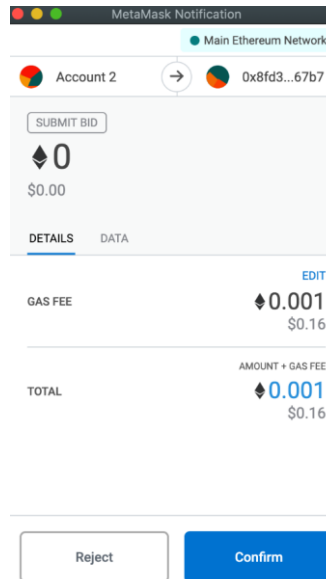 MetaMask Notification
Main Ethereum Network
Account 2
0x8fd3...67b7
SUBMIT BID
0
$0.00
DETAILS DATA
EDIT
GAS FEE
0.001
$0.16
AMOUNT + GAS FEE
TOTAL
0.001
$0.16
Reject
Confirm